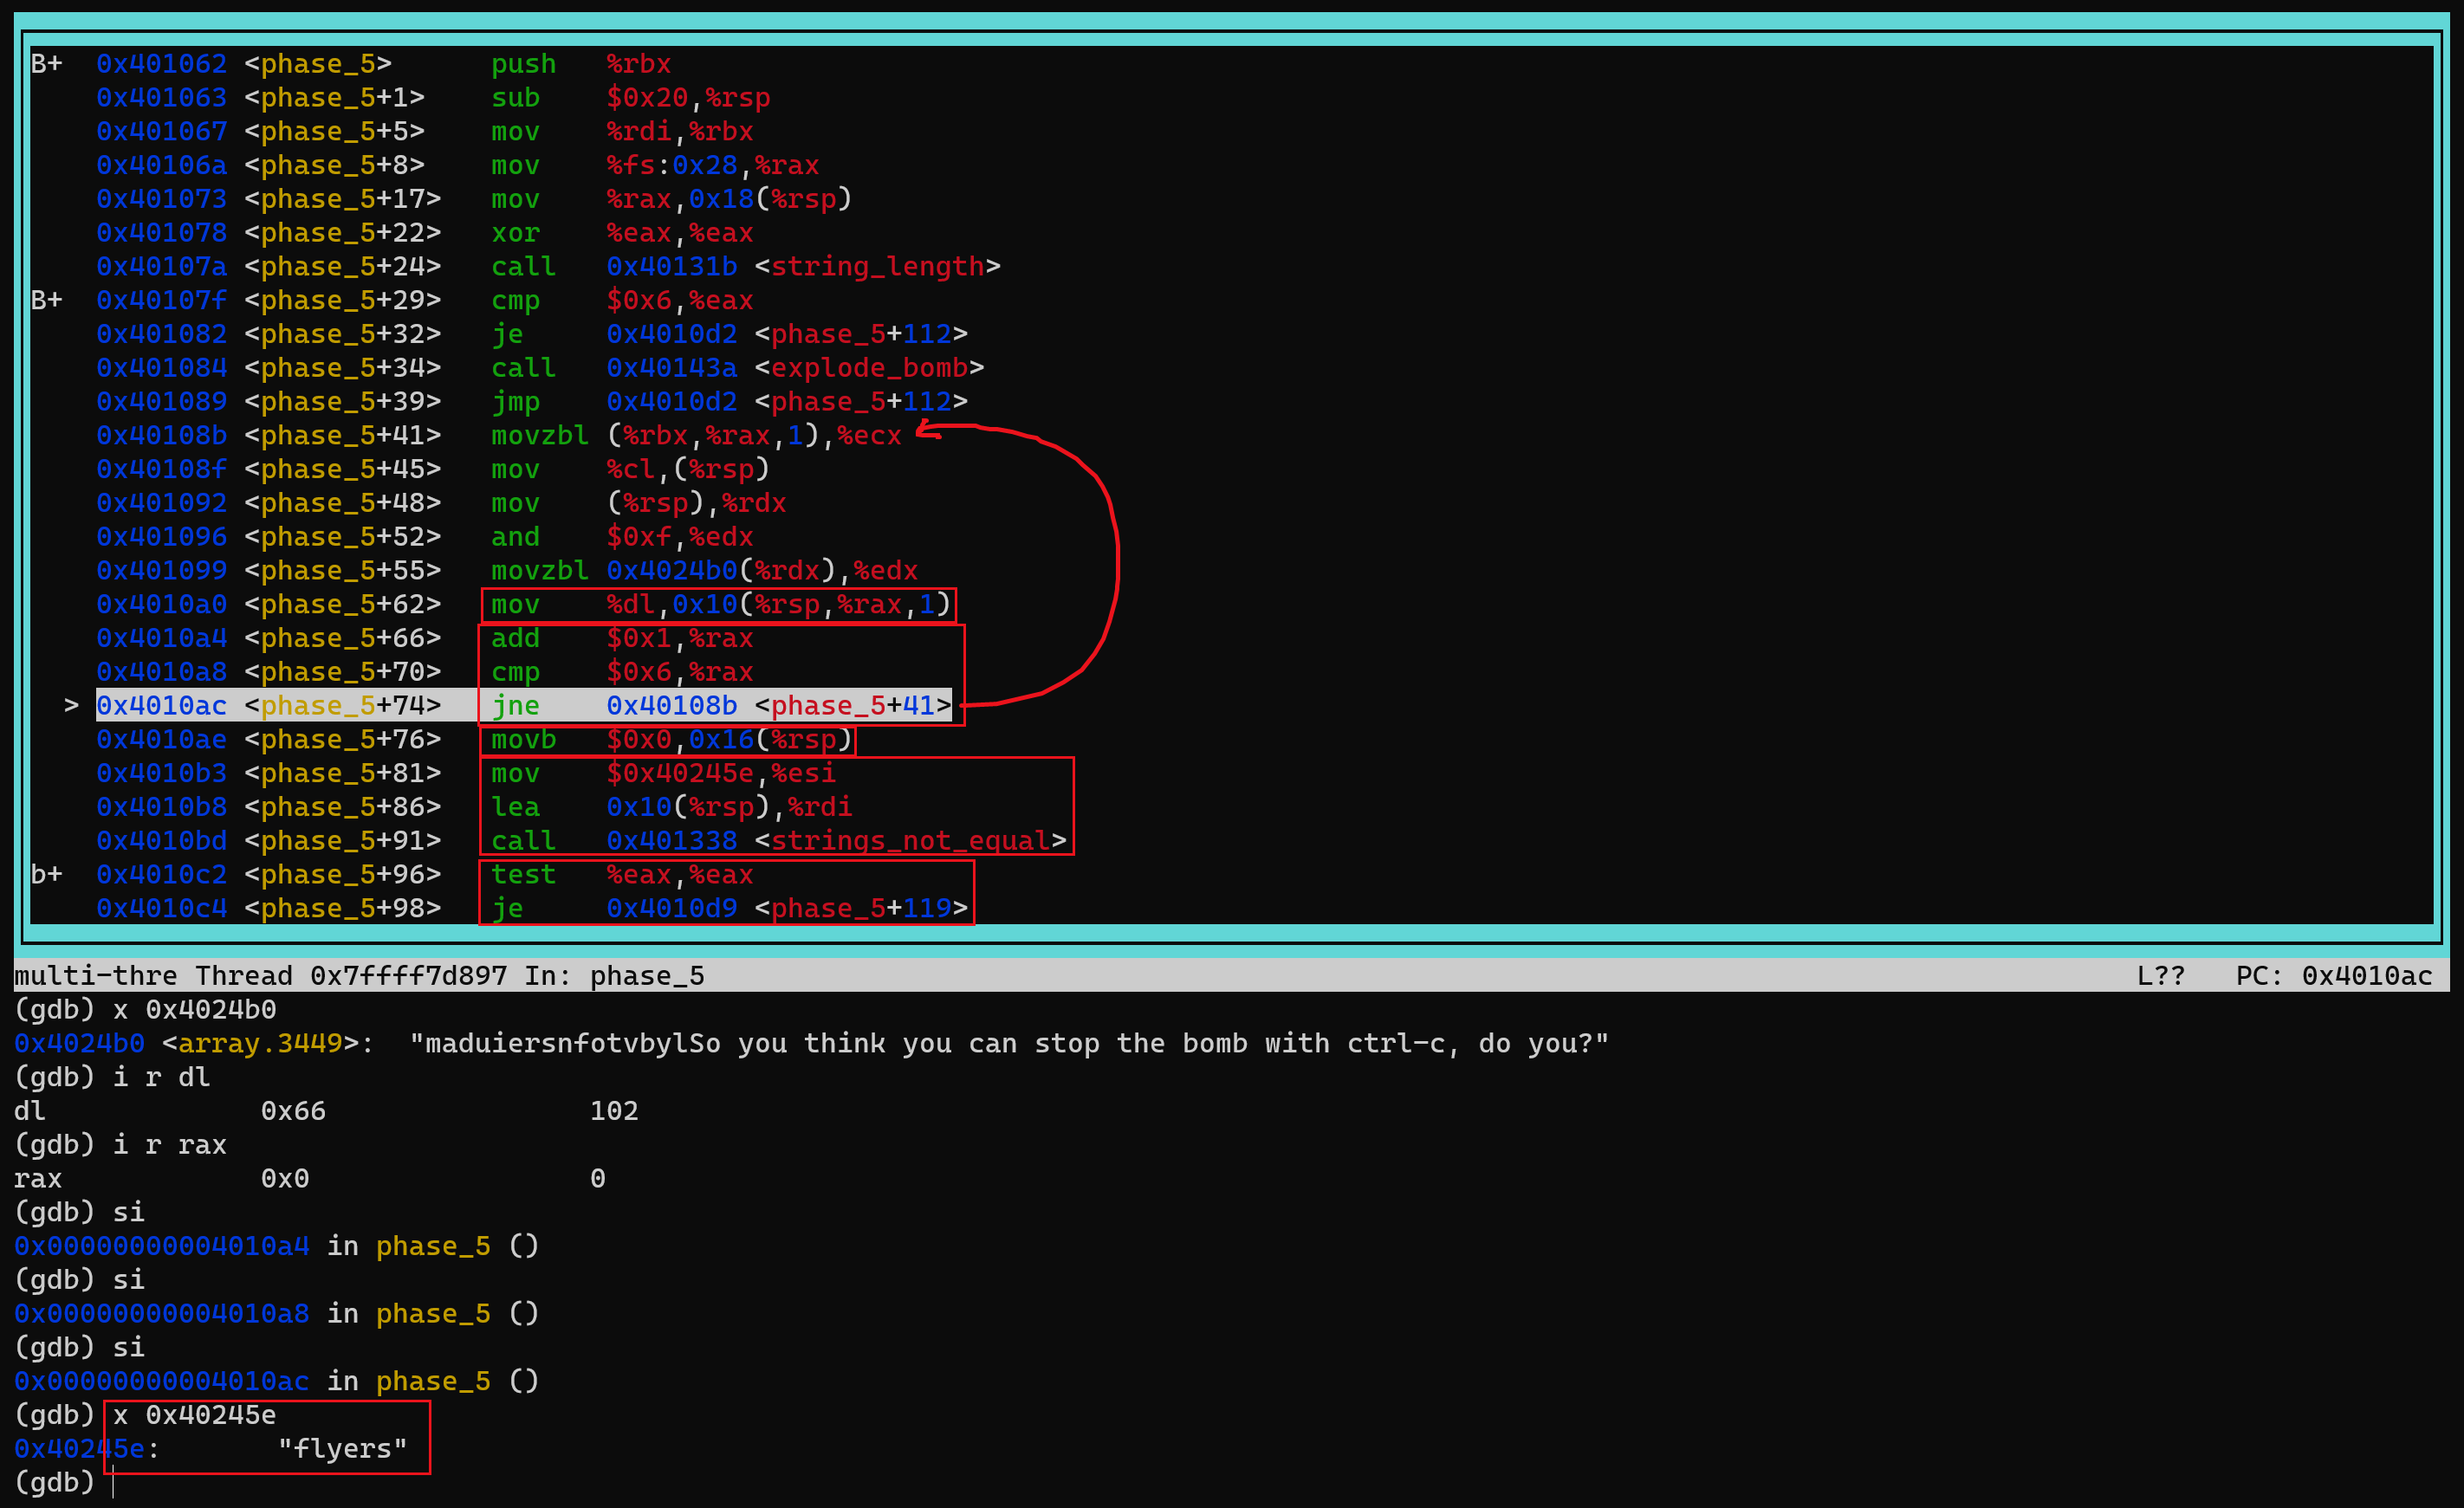 B+ 0x401062 <phase_5> push %rbx
0x401063 <phase_5+1> sub $0x20,%rsp
0x401067 <phase_5+5> mov %rdi,%rbx
0x40106a <phase_5+8> mov %fs:0x28,%rax
0x401073 <phase_5+17> mov %rax,0x18(%rsp)
0x401078 <phase_5+22> xor %eax,%eax
0x40107a <phase_5+24> call 0x40131b <string_length>
B+ 0x40107f <phase_5+29> cmp $0x6,%eax
0x401082 <phase_5+32> je 0x4010d2 <phase_5+112>
0x401084 <phase_5+34> call 0x40143a <explode_bomb>
0x401089 <phase_5+39> jmp 0x4010d2 <phase_5+112>
0x40108b <phase_5+41> movzbl (%rbx,%rax,1),%ecx
0x40108f <phase_5+45> mov %cl,(%rsp)
0x401092 <phase_5+48> mov (%rsp),%rdx
0x401096 <phase_5+52> and $0xf,%edx
0x401099 <phase_5+55> movzbl 0x4024b0(%rdx),%edx
0x4010a0 <phase_5+62> mov %dl,0x10(%rsp,%rax,1)
0x4010a4 <phase_5+66> add $0x1,%rax
0x4010a8 <phase_5+70> cmp $0x6,%rax
> 0x4010ac <phase_5+74> jne 0x40108b <phase_5+41>
0x4010ae <phase_5+76> movb $0x0,0x16(%rsp)
0x4010b3 <phase_5+81> mov $0x40245e,%esi
0x4010b8 <phase_5+86> lea 0x10(%rsp),%rdi
0x4010bd <phase_5+91> call 0x401338 <strings_not_equal>
b+ 0x4010c2 <phase_5+96> test %eax,%eax
0x4010c4 <phase_5+98> je 0x4010d9 <phase_5+119>
multi-thre Thread 0x7ffff7d897 In: phase_5 L?? PC: 0x4010ac
(gdb) x 0x4024b0
0x4024b0 <array.3449>: "maduiersnfotvbylSo you think you can stop the bomb with ctrl-c, do you?"
(gdb) i r dl
dl 0x66 102
(gdb) i r rax
rax 0x0 0
(gdb) si
0x00000000004010a4 in phase_5 ()
(gdb) si
0x00000000004010a8 in phase_5 ()
(gdb) si
0x00000000004010ac in phase_5 ()
(gdb) x 0x40245e
0x40245e: "flyers"
(gdb)